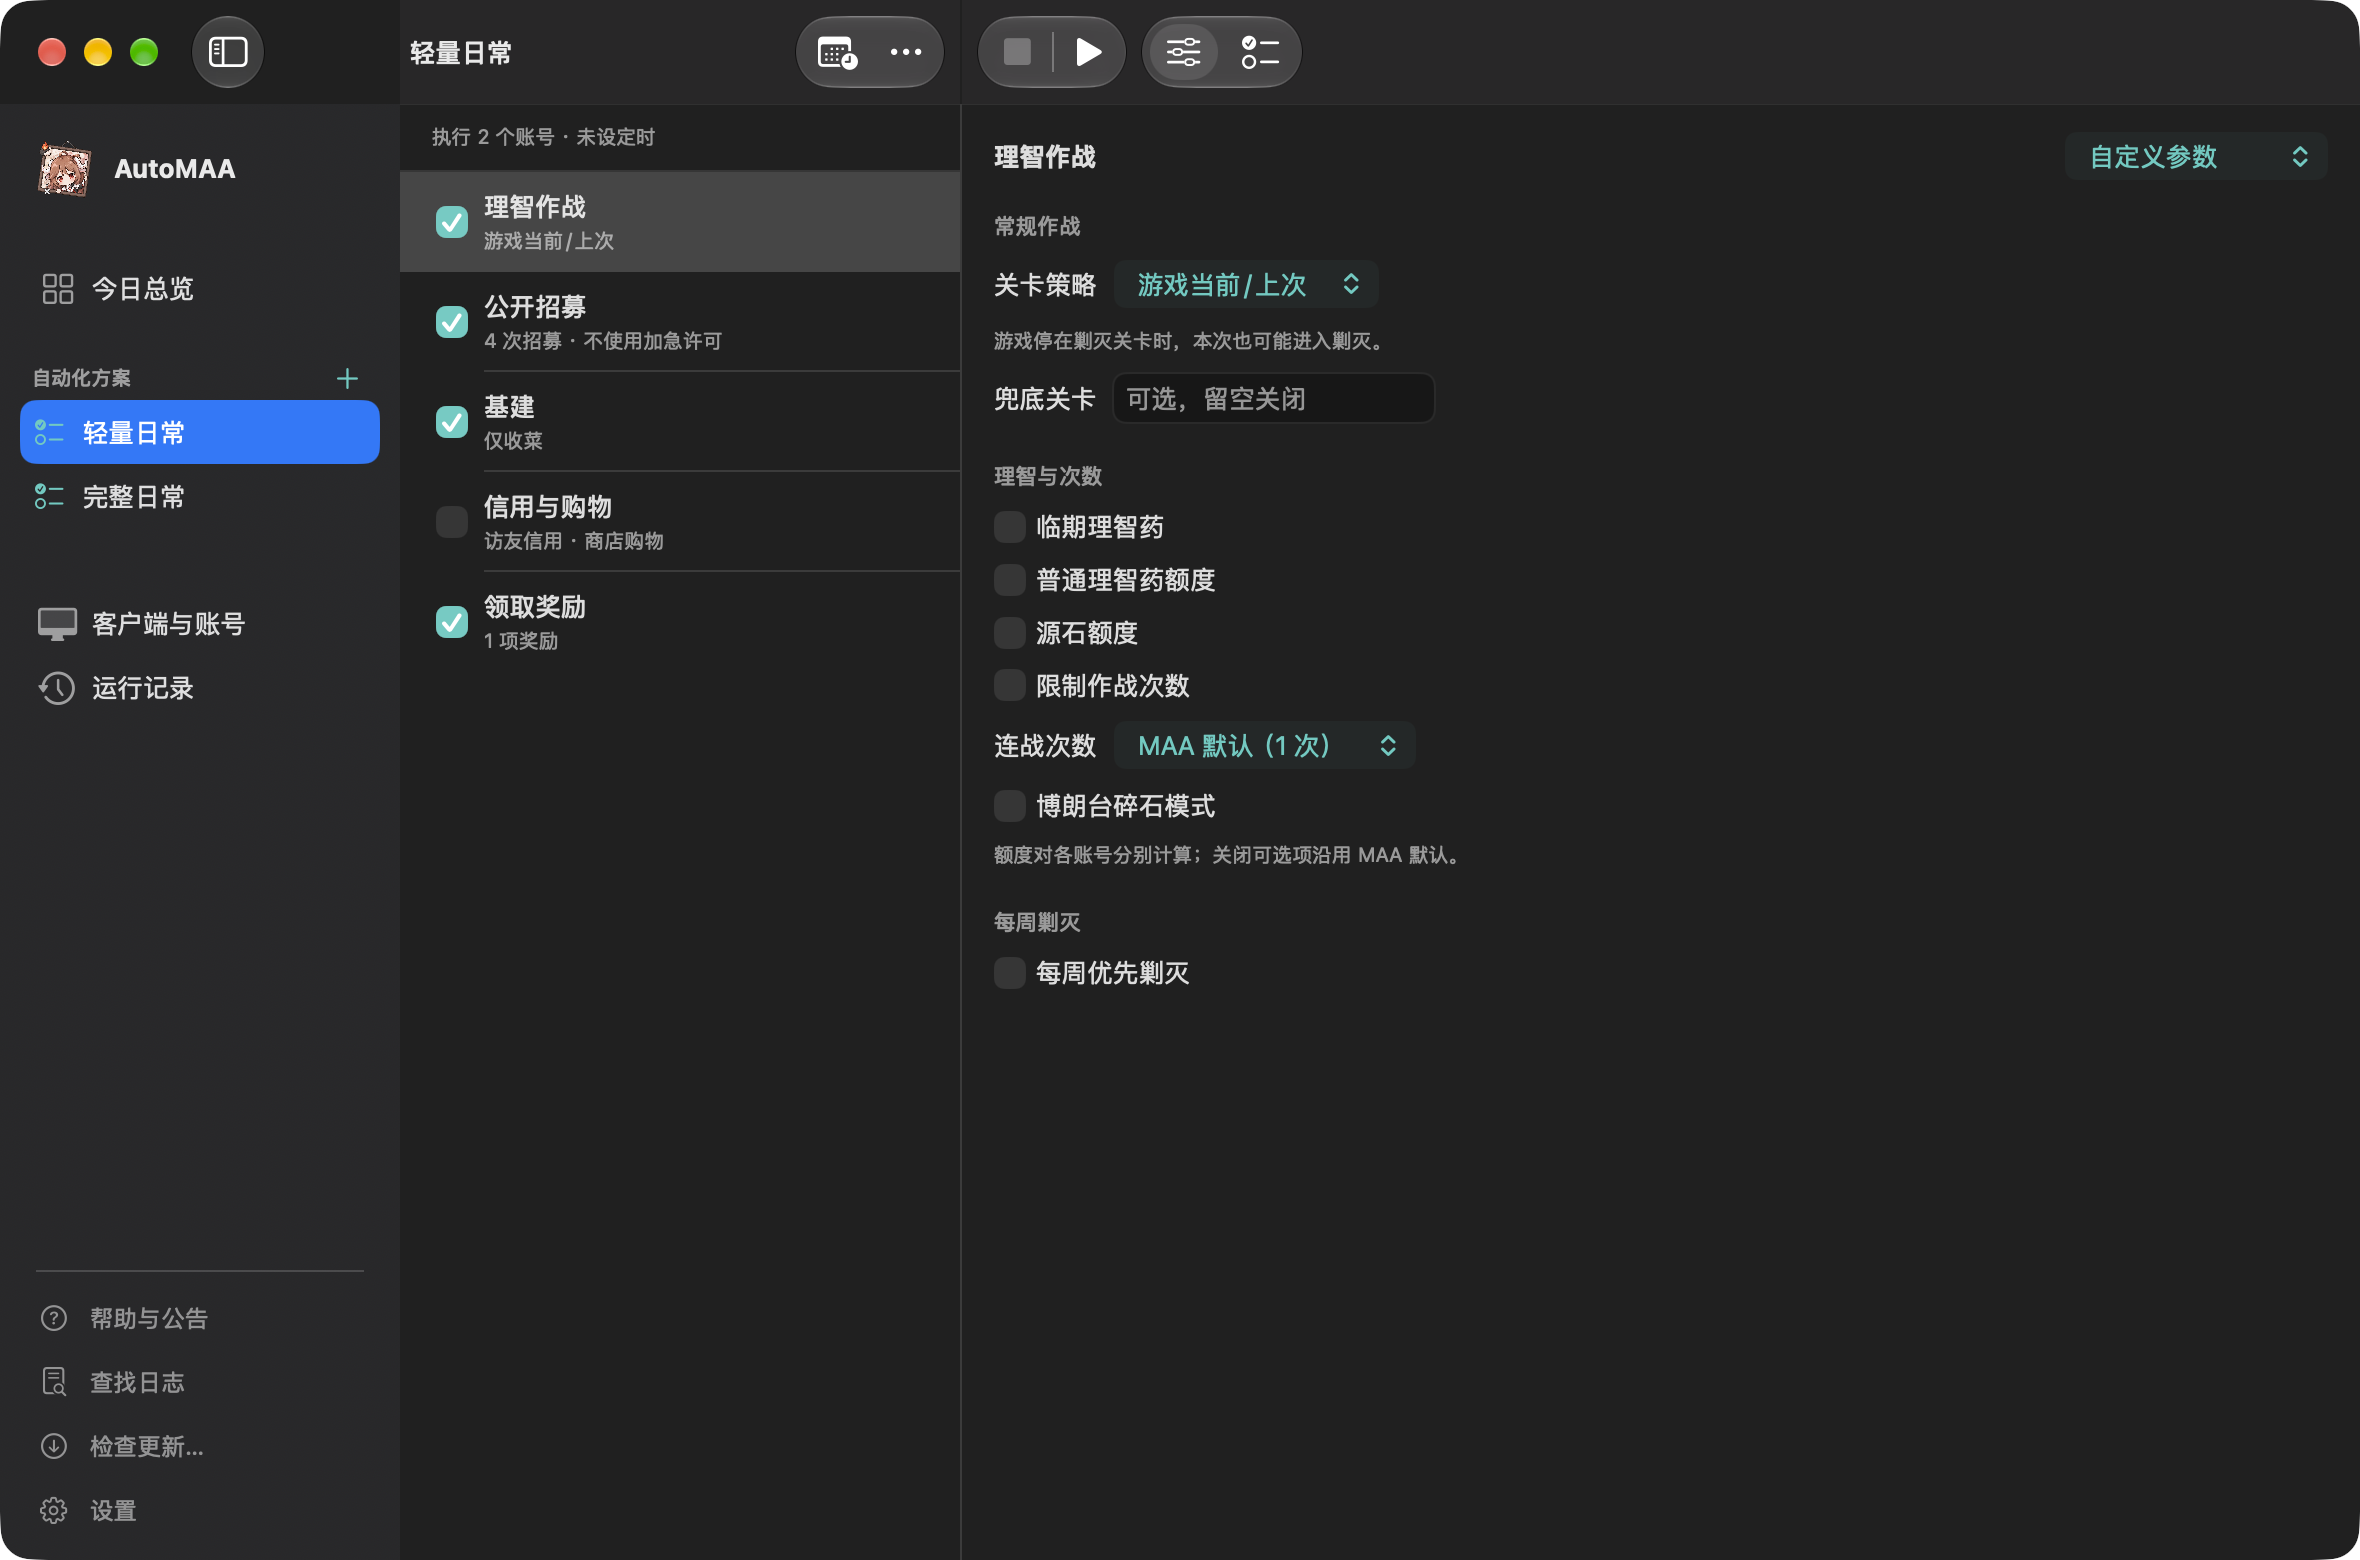 轻量日常
AutoMAA
今日总览
自动化方案
轻量日常
完整日常
客户端与账号
运行记录
帮助与公告
查找日志
检查更新...
设置
执行 2 个账号 · 未设定时
理智作战
游戏当前/上次
公开招募
4 次招募 · 不使用加急许可
基建
仅收菜
信用与购物
访友信用 · 商店购物
领取奖励
1 项奖励
理智作战
自定义参数
常规作战
关卡策略 游戏当前/上次
游戏停在剿灭关卡时，本次也可能进入剿灭。
兜底关卡 可选，留空关闭
理智与次数
临期理智药
普通理智药额度
源石额度
限制作战次数
连战次数 MAA 默认（1 次）
博朗台碎石模式
额度对各账号分别计算；关闭可选项沿用 MAA 默认。
每周剿灭
每周优先剿灭